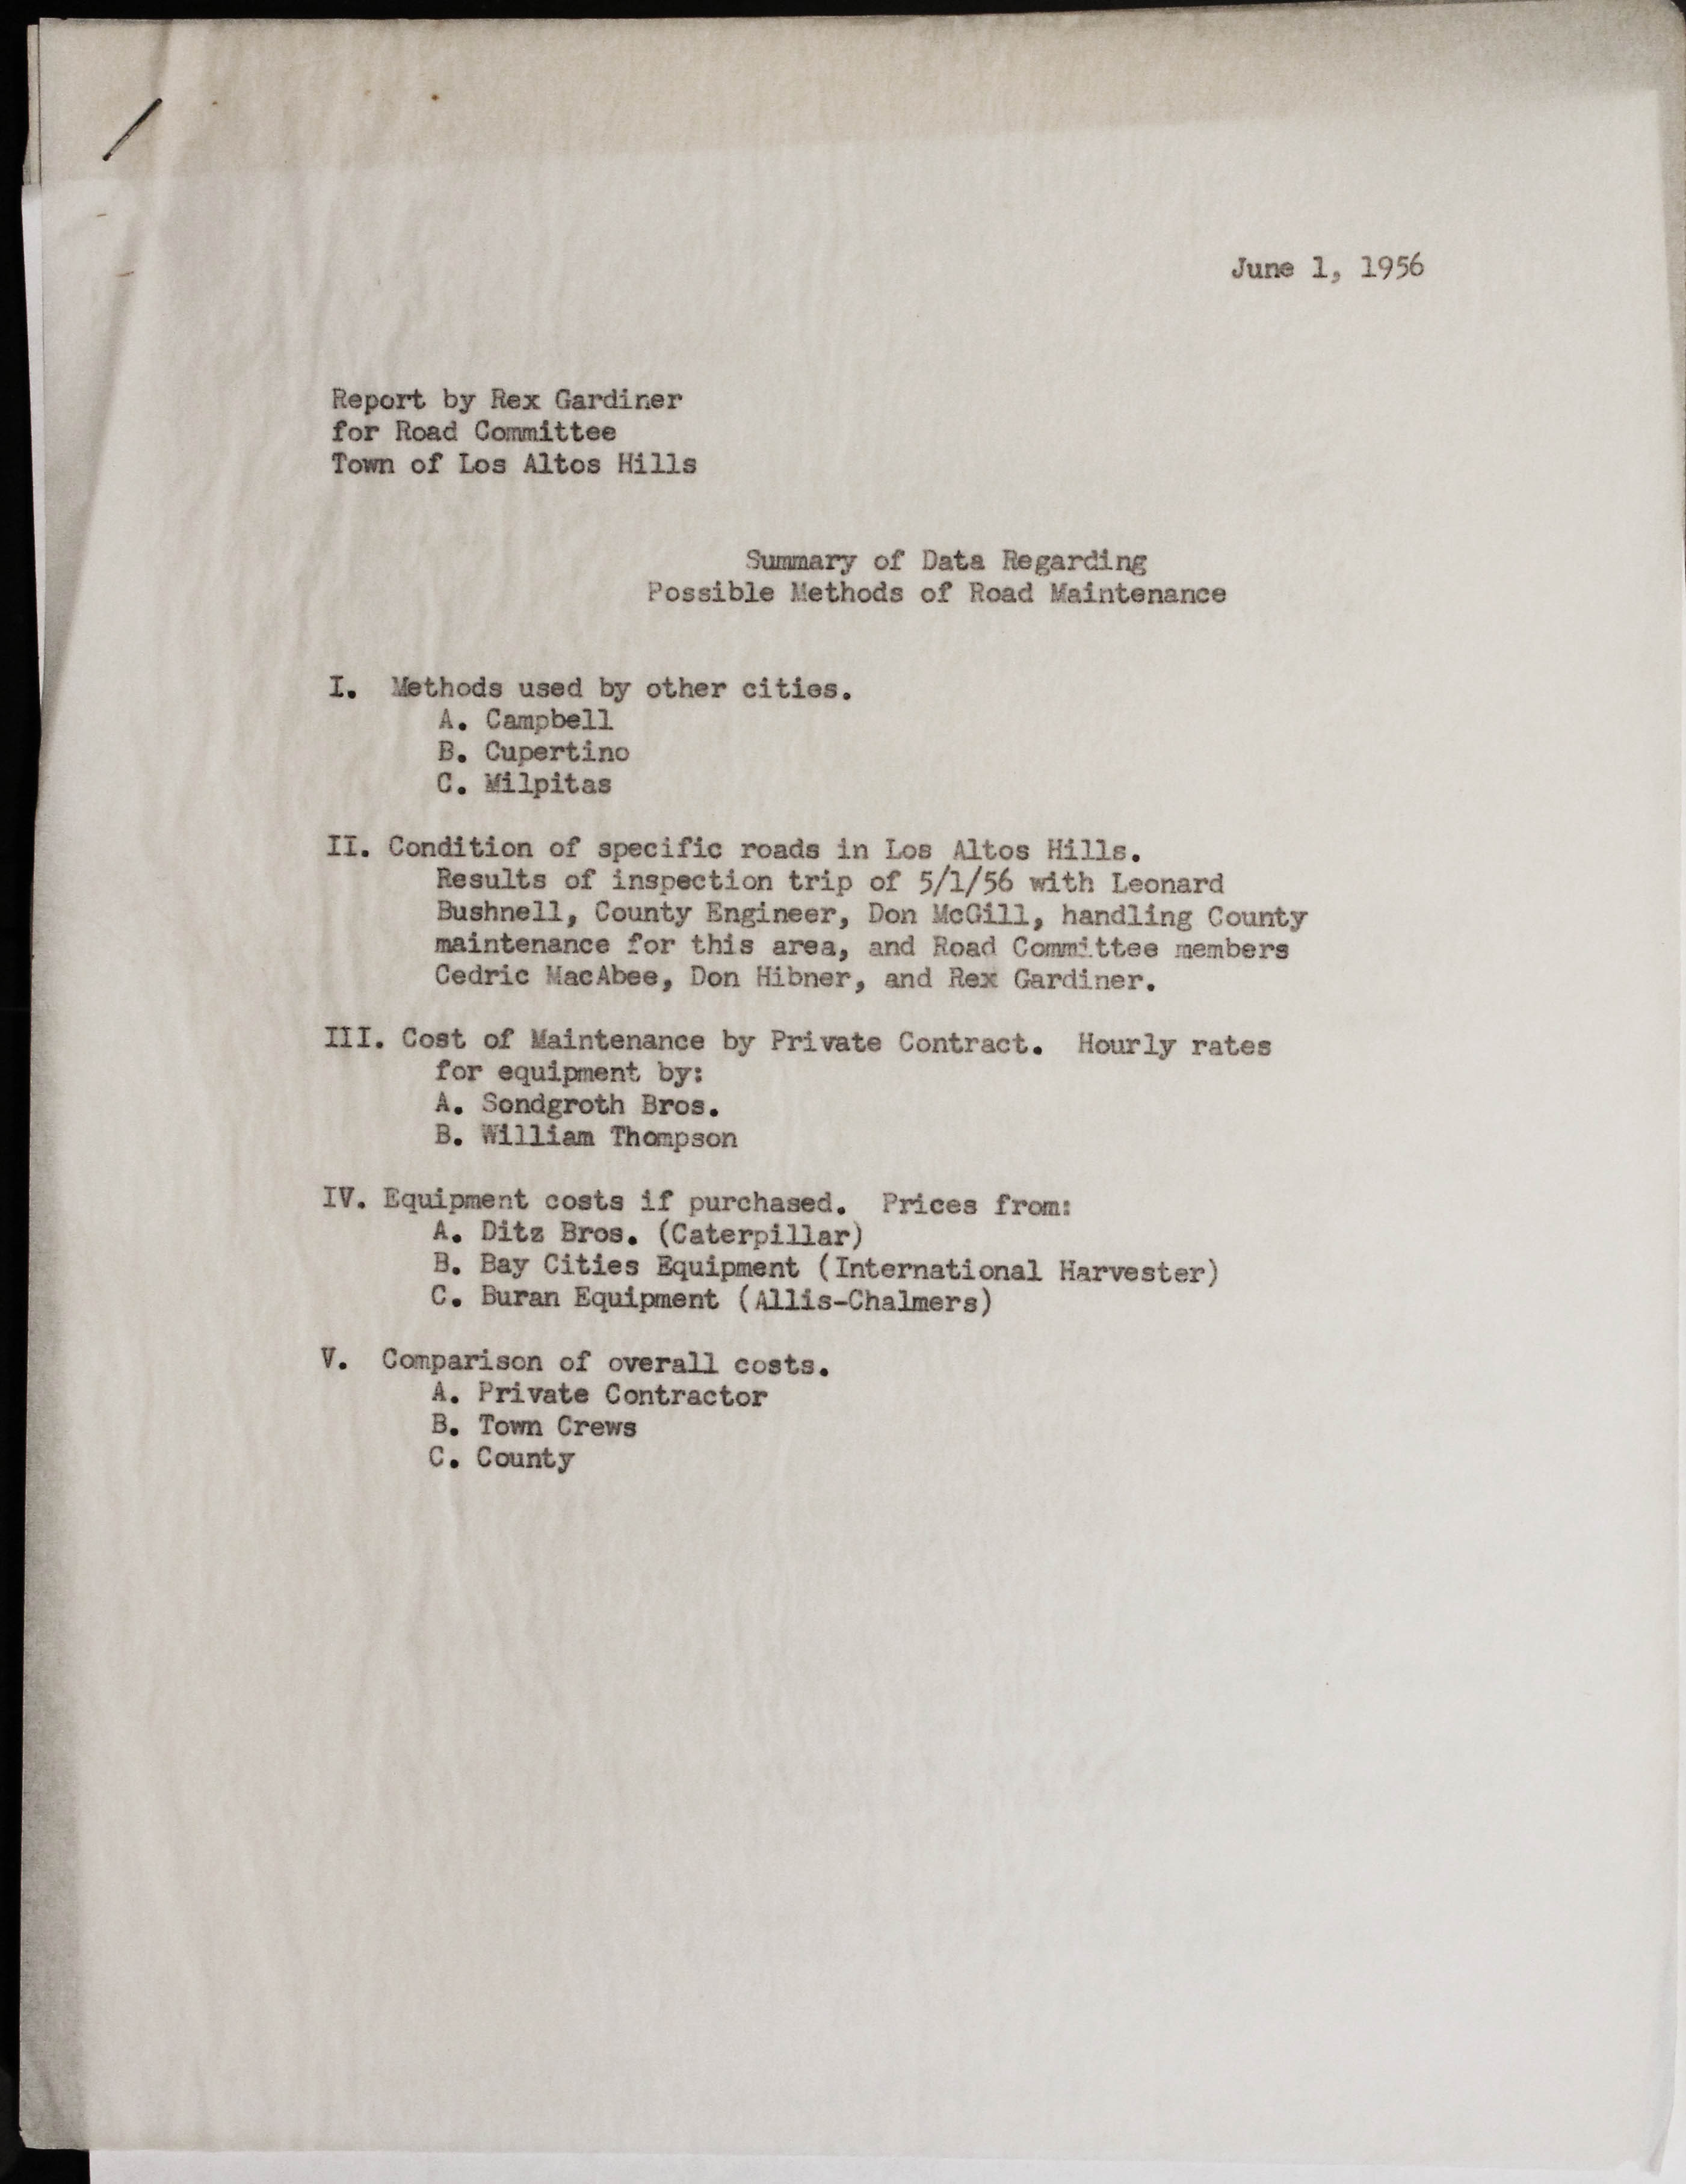 June 1, 1956
Report by Rex Gardiner
for Road Committee
Town of Los Altos Hills
Summary of Data Regarding
Possible Methods of Road Maintenance
I. Methods used by other cities.
A. Campbell
B. Cupertino
C. Milpitas
II. Condition of specific roads in Los Altos Hills.
Results of inspection trip of 5/1/56 with Leonard
Bushnell, County Engineer, Don McGill, handling County
maintenance for this area, and Road Committee members
Cedric MacAbee, Don Hibner, and Rex Gardiner.
III. Cost of Maintenance by Private Contract. Hourly rates
for equipment by:
A. Sondgroth Bros.
B. William Thompson
IV. Equipment costs if purchased. Prices from:
A. Ditz Bros. (Caterpillar)
B. Bay Cities Equipment (International Harvester)
C. Buran Equipment (Allis-Chalmers)
V. Comparison of overall costs.
A. Private Contractor
B. Town Crews
C. County